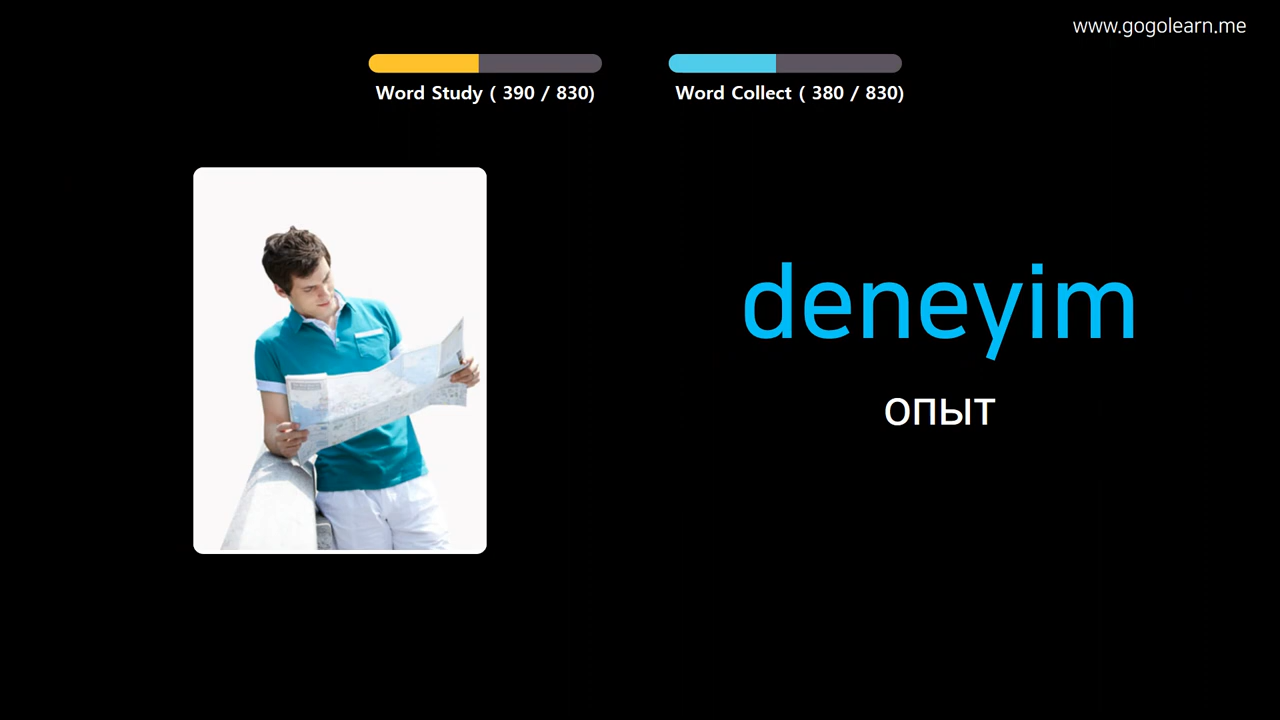 www.gogolearn.me
Word Study ( 390 / 830)
Word Collect ( 380 / 830)
deneyim
опыт